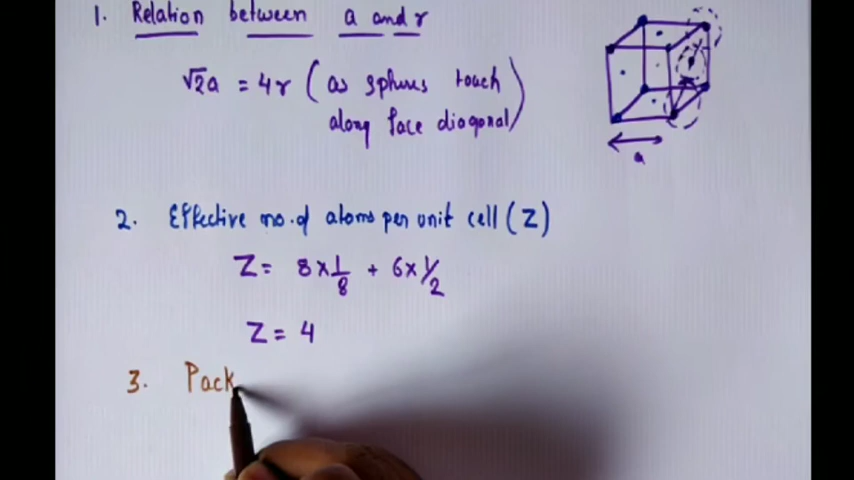 1. Relation between a and r
√2a = 4r (as spheres touch
along face diagonal)
a
2. Effective no. of atoms per unit cell (Z)
Z = 8×1/8 + 6×1/2
Z = 4
3. Pack